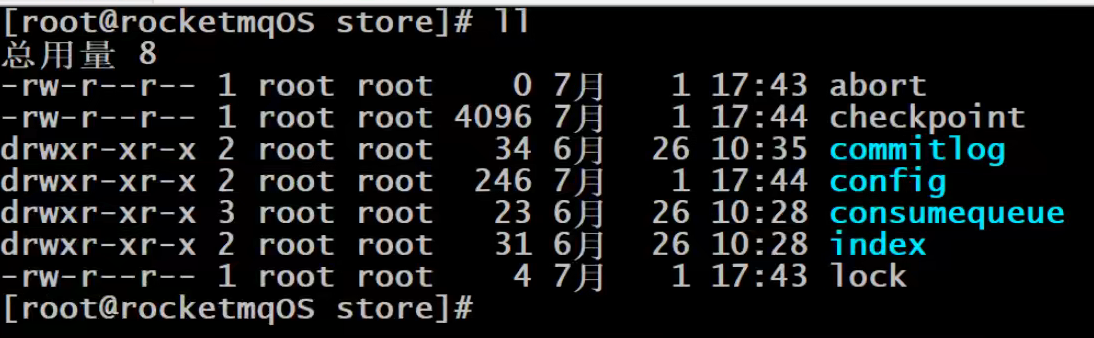 [root@rocketmqOS store]# ll
总用量 8
-rw-r--r-- 1 root root    0 7月   1 17:43 abort
-rw-r--r-- 1 root root 4096 7月   1 17:44 checkpoint
drwxr-xr-x 2 root root   34 6月  26 10:35 commitlog
drwxr-xr-x 2 root root  246 7月   1 17:44 config
drwxr-xr-x 3 root root   23 6月  26 10:28 consumequeue
drwxr-xr-x 2 root root   31 6月  26 10:28 index
-rw-r--r-- 1 root root    4 7月   1 17:43 lock
[root@rocketmqOS store]#